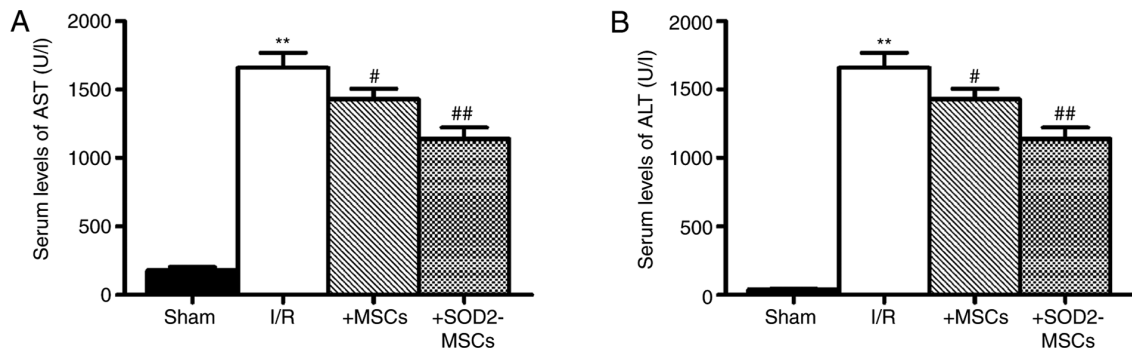 A
Serum levels of AST (U/l)
2000
1500
1000
500
0
**
#
##
Sham
I/R
+MSCs
+SOD2-
MSCs
B
Serum levels of ALT (U/l)
2000
1500
1000
500
0
**
#
##
Sham
I/R
+MSCs
+SOD2-
MSCs